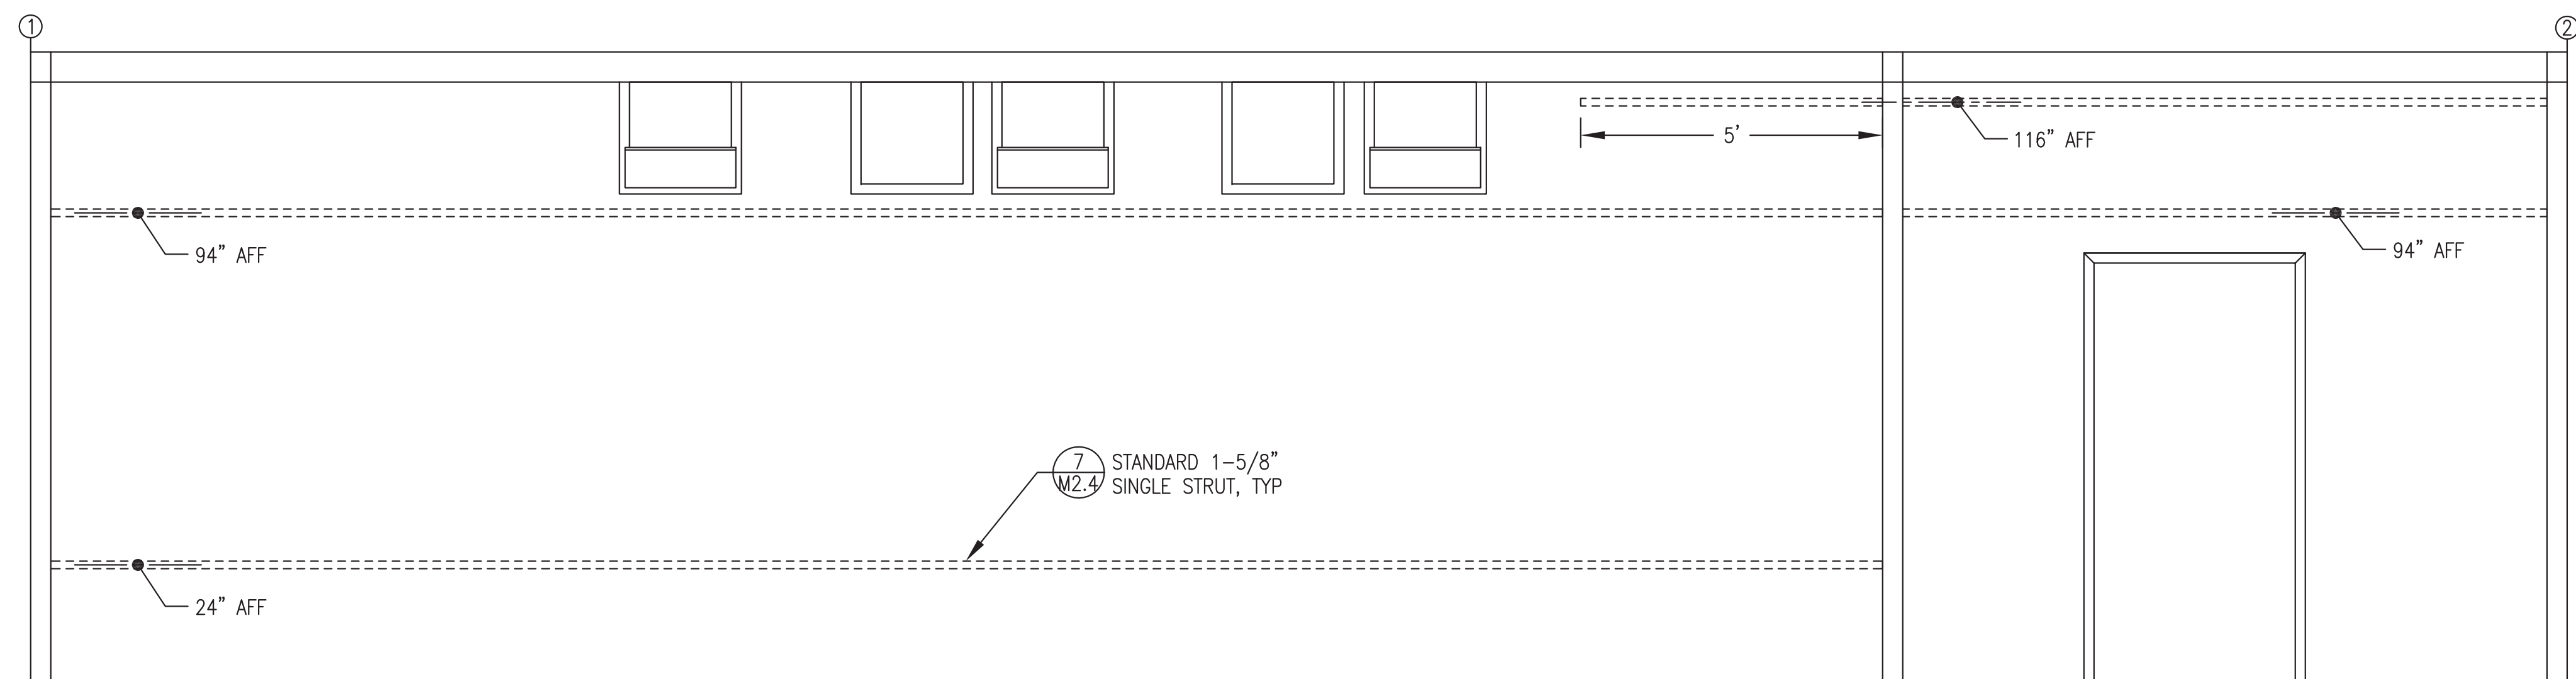 1
2
5’
116” AFF
94” AFF
94” AFF
7
M2.4
STANDARD 1-5/8”
SINGLE STRUT, TYP
24” AFF